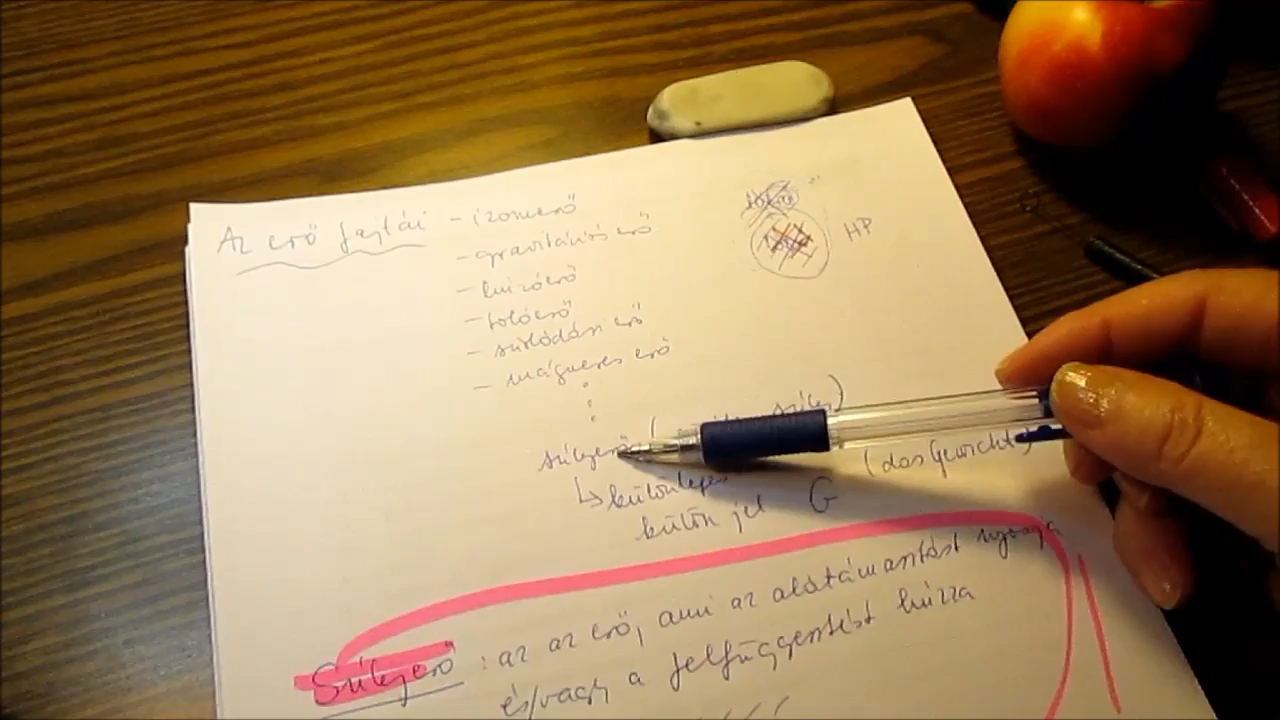 Az erő fajtái - izomerő
- gravitációs erő
- húzóerő
- tolóerő
- súrlódási erő
- mágneses erő
HP
súlyerő (
↳ különleges
(das Gewicht)
külön jel G
Súlyerő : az az erő, ami az alátámasztást nyomja
és/vagy a felfüggesztést húzza